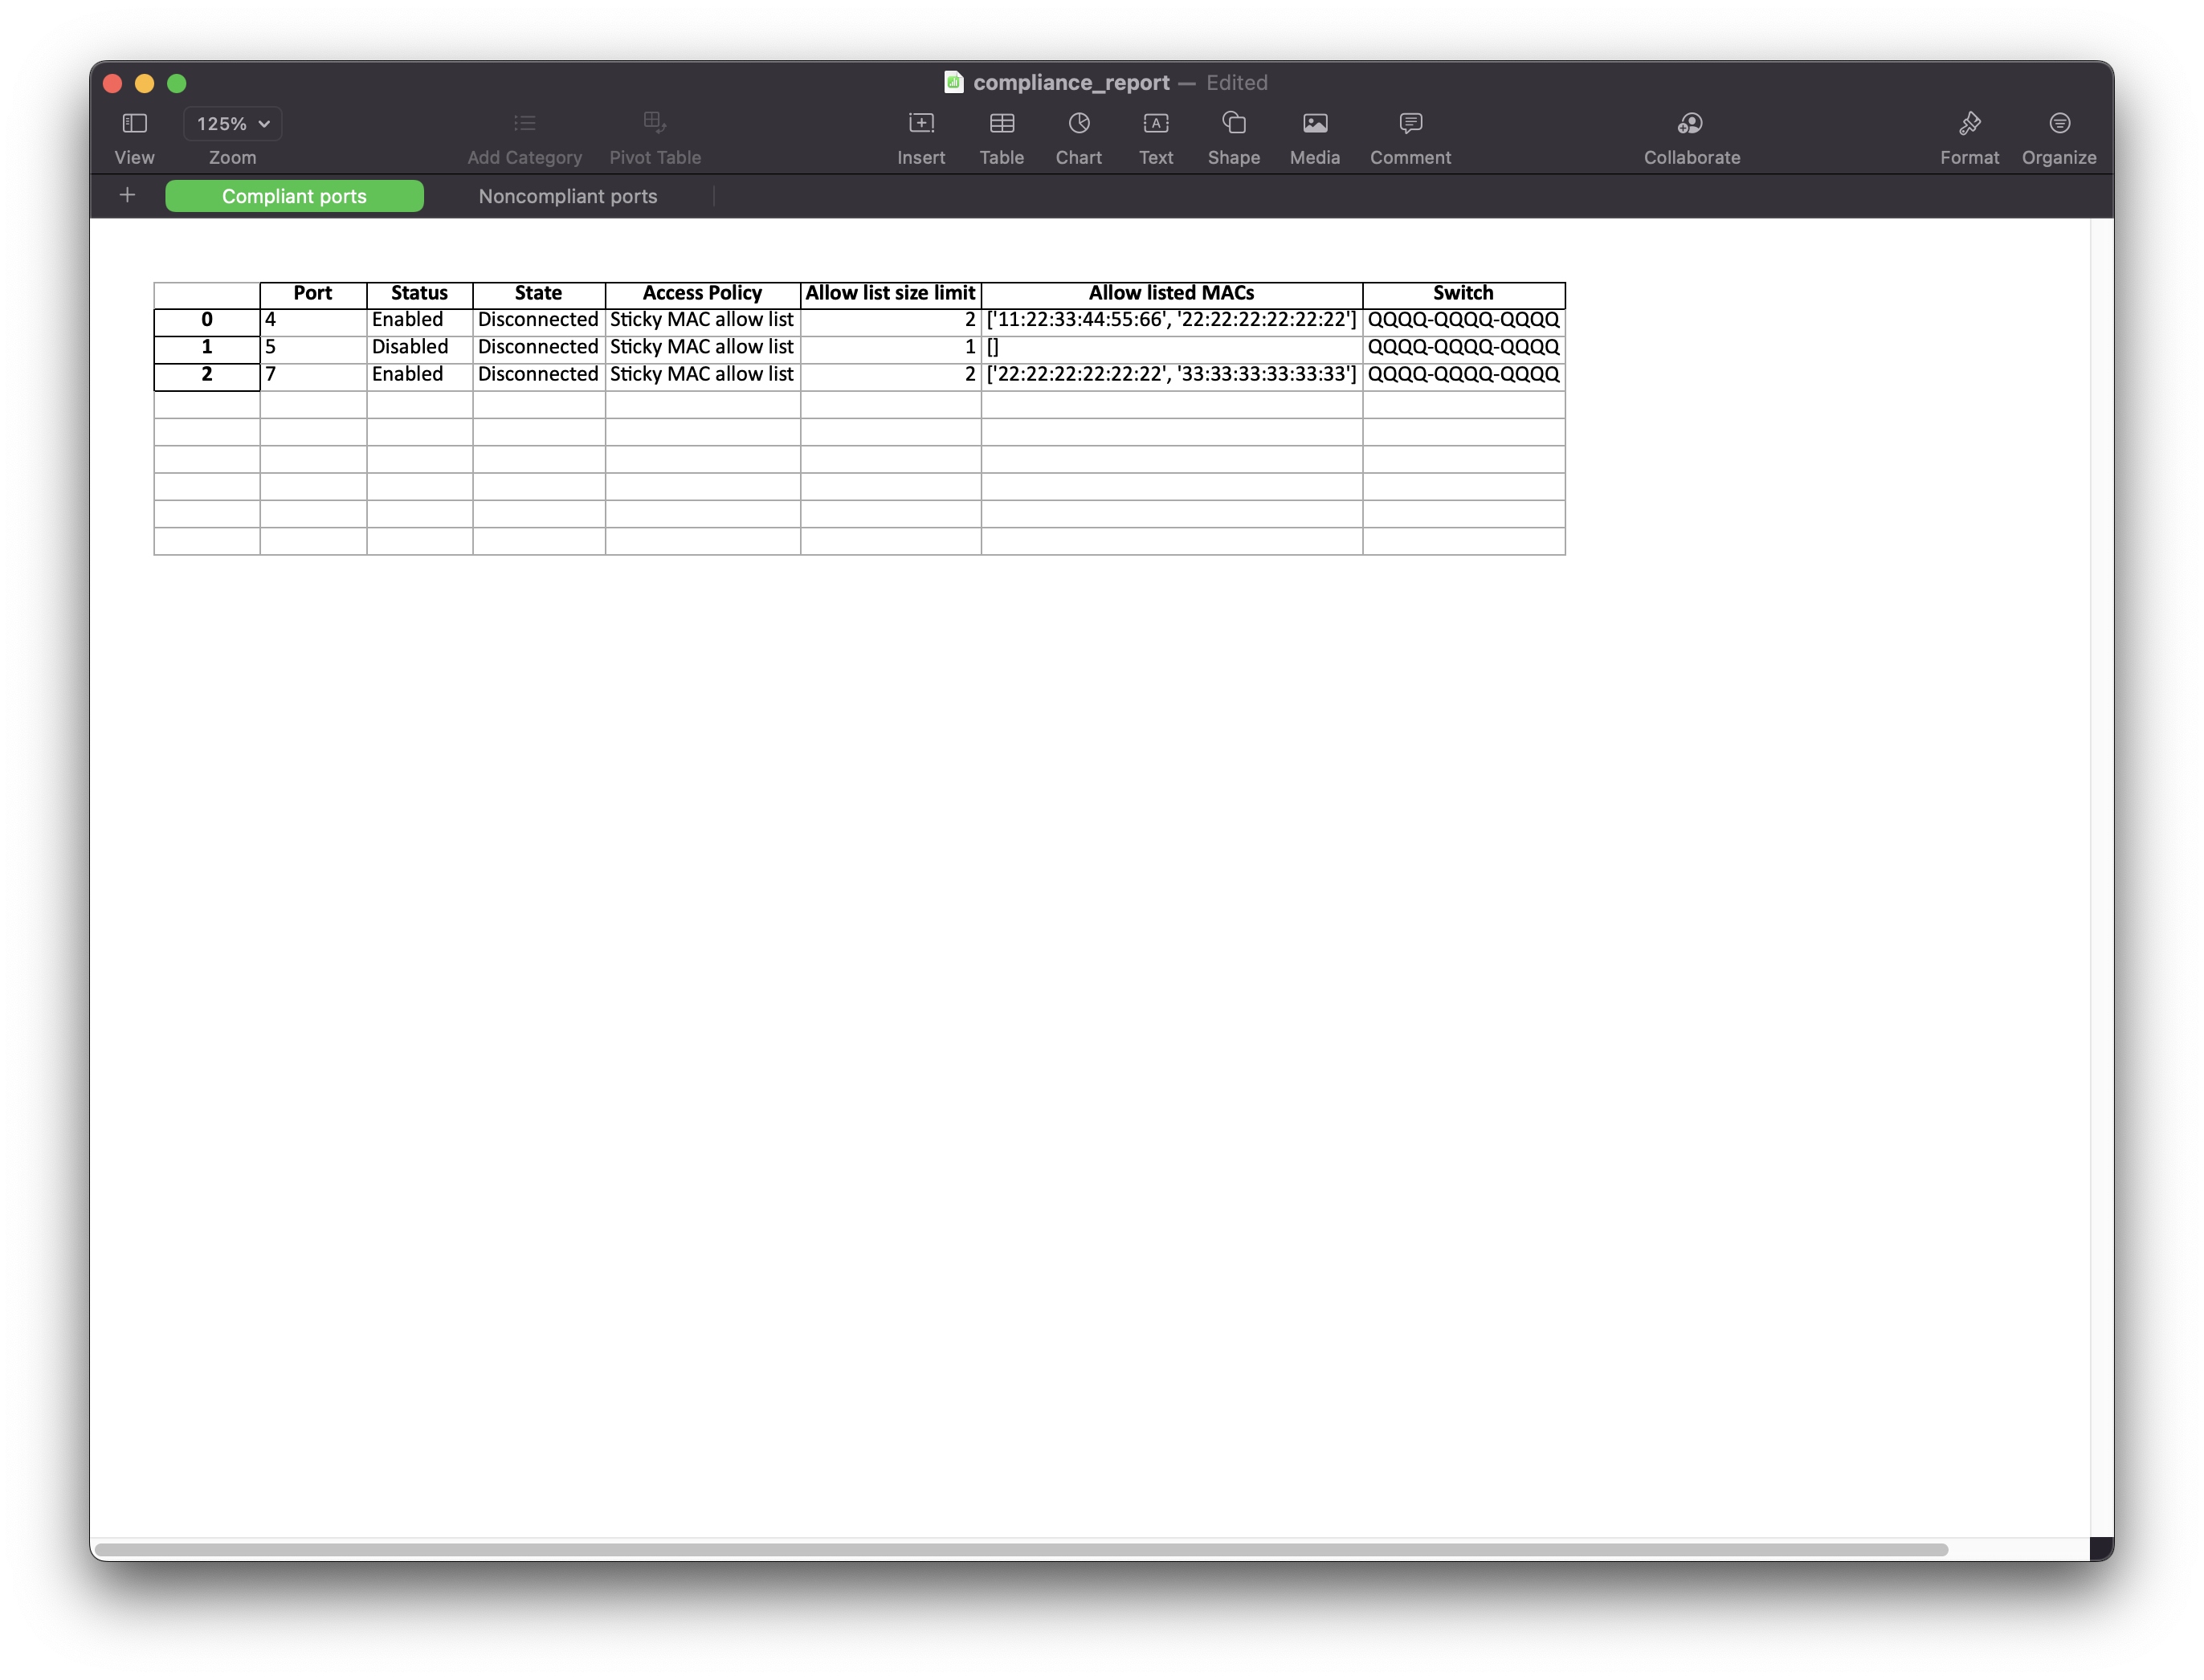 compliance_report — Edited
125%
View Zoom Add Category Pivot Table Insert Table Chart Text Shape Media Comment Collaborate Format Organize
+ Compliant ports Noncompliant ports
Port Status State Access Policy Allow list size limit Allow listed MACs Switch
0 4 Enabled Disconnected Sticky MAC allow list 2 ['11:22:33:44:55:66', '22:22:22:22:22:22'] QQQQ-QQQQ-QQQQ
1 5 Disabled Disconnected Sticky MAC allow list 1 [] QQQQ-QQQQ-QQQQ
2 7 Enabled Disconnected Sticky MAC allow list 2 ['22:22:22:22:22:22', '33:33:33:33:33:33'] QQQQ-QQQQ-QQQQ